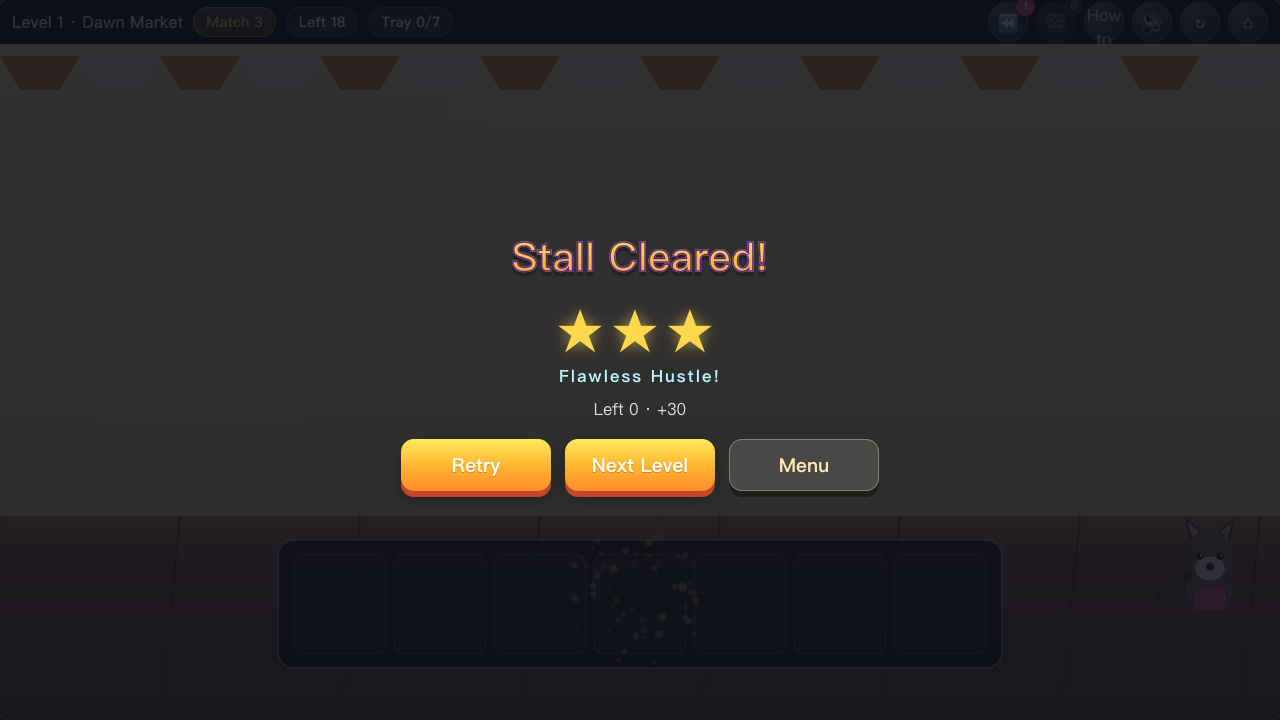 Level 1 · Dawn Market
Match 3
Left 18
Tray 0/7
1
0
How
to
Stall Cleared!
Flawless Hustle!
Left 0 · +30
Retry
Next Level
Menu